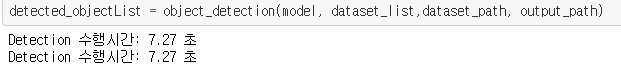 detected_objectList = object_detection(model, dataset_list,dataset_path, output_path)
Detection 수행시간: 7.27 초
Detection 수행시간: 7.27 초